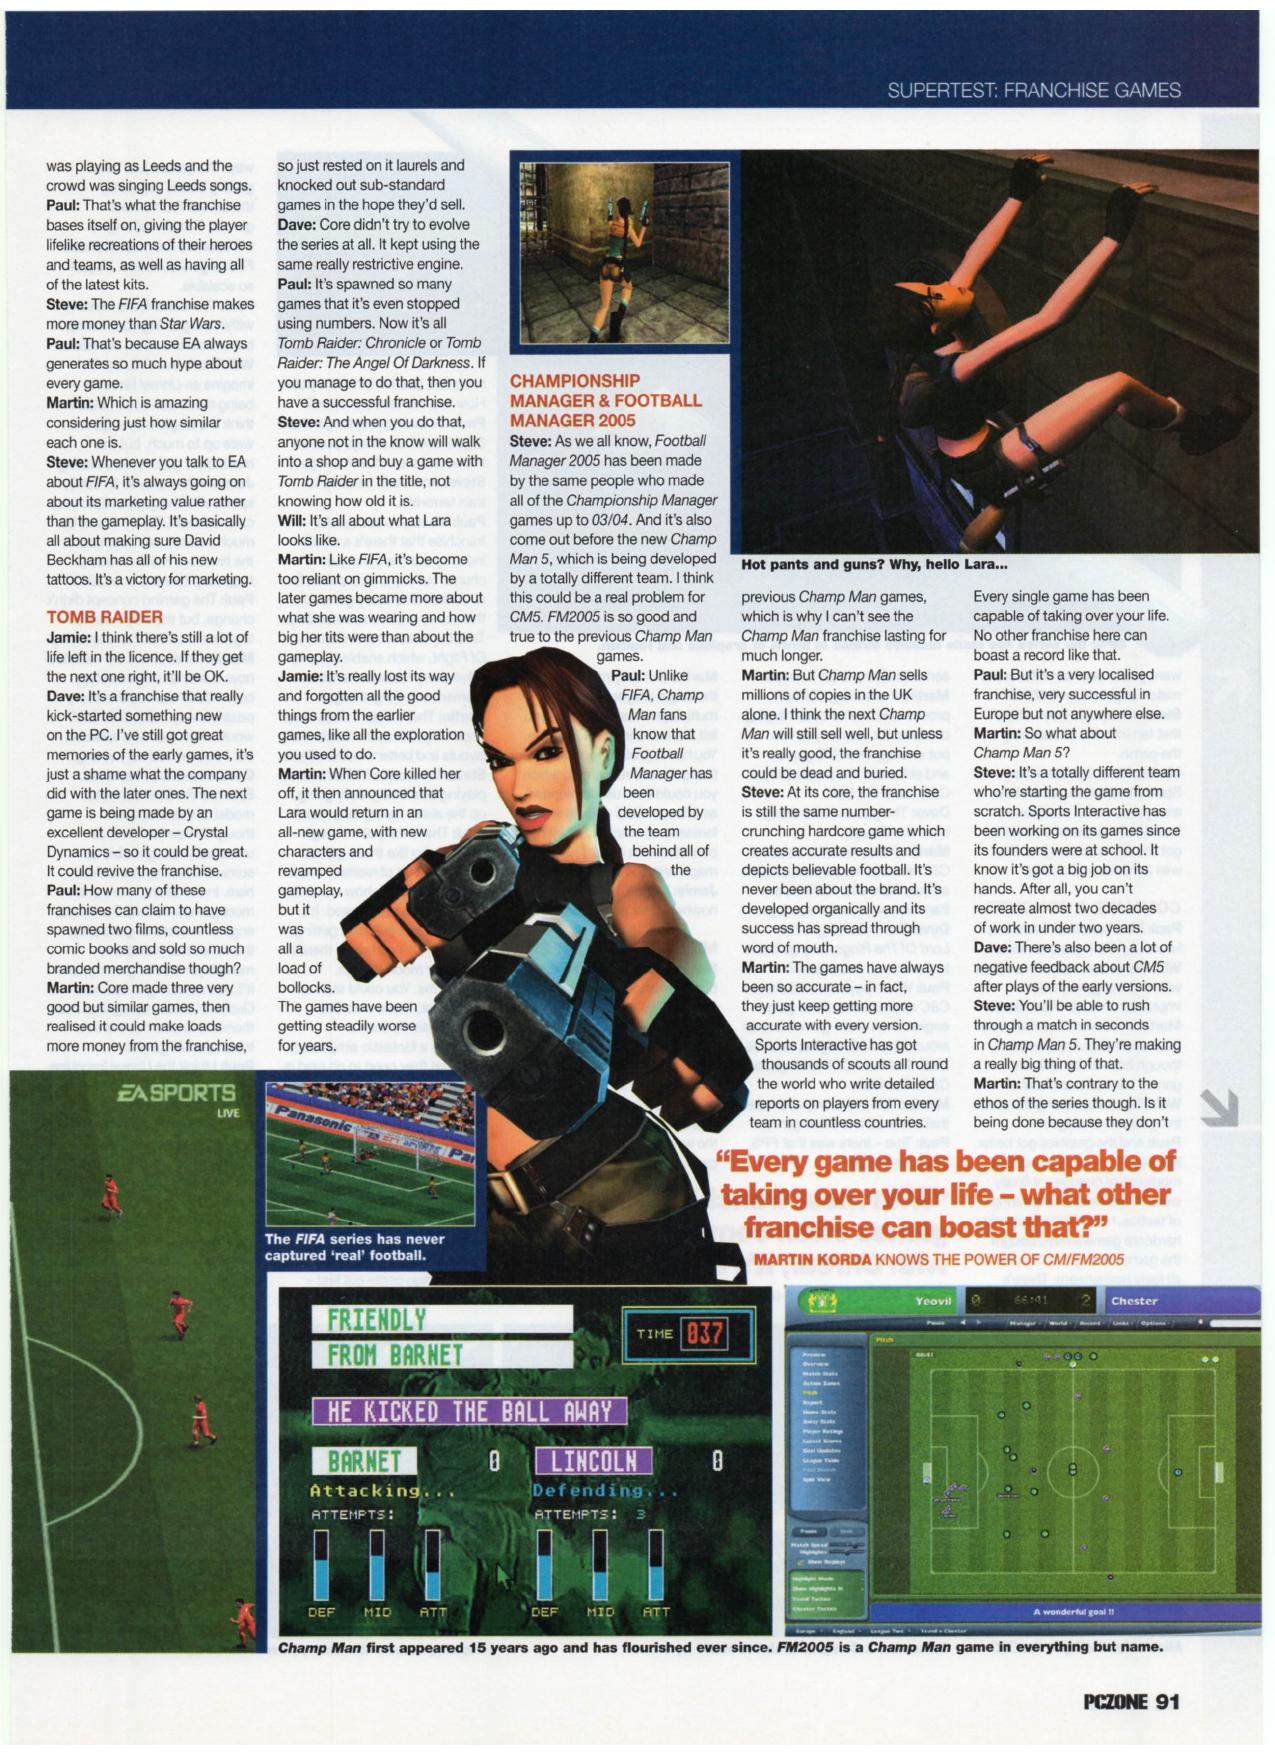 SUPERTEST: FRANCHISE GAMES
was playing as Leeds and the
crowd was singing Leeds songs.
Paul: That's what the franchise
bases itself on, giving the player
lifelike recreations of their heroes
and teams, as well as having all
of the latest kits.
Steve: The FIFA franchise makes
more money than Star Wars.
Paul: That's because EA always
generates so much hype about
every game.
Martin: Which is amazing
considering just how similar
each one is.
Steve: Whenever you talk to EA
about FIFA, it's always going on
about its marketing value rather
than the gameplay. It's basically
all about making sure David
Beckham has all of his new
tattoos. It's a victory for marketing.
TOMB RAIDER
Jamie: I think there's still a lot of
life left in the licence. If they get
the next one right, it'll be OK.
Dave: It's a franchise that really
kick-started something new
on the PC. I've still got great
memories of the early games, it's
just a shame what the company
did with the later ones. The next
game is being made by an
excellent developer – Crystal
Dynamics – so it could be great.
It could revive the franchise.
Paul: How many of these
franchises can claim to have
spawned two films, countless
comic books and sold so much
branded merchandise though?
Martin: Core made three very
good but similar games, then
realised it could make loads
more money from the franchise,
so just rested on it laurels and
knocked out sub-standard
games in the hope they'd sell.
Dave: Core didn't try to evolve
the series at all. It kept using the
same really restrictive engine.
Paul: It's spawned so many
games that it's even stopped
using numbers. Now it's all
Tomb Raider: Chronicle or Tomb
Raider: The Angel Of Darkness. If
you manage to do that, then you
have a successful franchise.
Steve: And when you do that,
anyone not in the know will walk
into a shop and buy a game with
Tomb Raider in the title, not
knowing how old it is.
Will: It's all about what Lara
looks like.
Martin: Like FIFA, it's become
too reliant on gimmicks. The
later games became more about
what she was wearing and how
big her tits were than about the
gameplay.
Jamie: It's really lost its way
and forgotten all the good
things from the earlier
games, like all the exploration
you used to do.
Martin: When Core killed her
off, it then announced that
Lara would return in an
all-new game, with new
characters and
revamped
gameplay,
but it
was
all a
load of
bollocks.
The games have been
getting steadily worse
for years.
CHAMPIONSHIP
MANAGER & FOOTBALL
MANAGER 2005
Steve: As we all know, Football
Manager 2005 has been made
by the same people who made
all of the Championship Manager
games up to 03/04. And it's also
come out before the new Champ
Man 5, which is being developed
by a totally different team. I think
this could be a real problem for
CM5. FM2005 is so good and
true to the previous Champ Man
games.
Paul: Unlike
FIFA, Champ
Man fans
know that
Football
Manager has
been
developed by
the team
behind all of
the
Hot pants and guns? Why, hello Lara...
previous Champ Man games,
which is why I can't see the
Champ Man franchise lasting for
much longer.
Martin: But Champ Man sells
millions of copies in the UK
alone. I think the next Champ
Man will still sell well, but unless
it's really good, the franchise
could be dead and buried.
Steve: At its core, the franchise
is still the same number-
crunching hardcore game which
creates accurate results and
depicts believable football. It's
never been about the brand. It's
developed organically and its
success has spread through
word of mouth.
Martin: The games have always
been so accurate – in fact,
they just keep getting more
accurate with every version.
Sports Interactive has got
thousands of scouts all round
the world who write detailed
reports on players from every
team in countless countries.
Every single game has been
capable of taking over your life.
No other franchise here can
boast a record like that.
Paul: But it's a very localised
franchise, very successful in
Europe but not anywhere else.
Martin: So what about
Champ Man 5?
Steve: It's a totally different team
who're starting the game from
scratch. Sports Interactive has
been working on its games since
its founders were at school. It
know it's got a big job on its
hands. After all, you can't
recreate almost two decades
of work in under two years.
Dave: There's also been a lot of
negative feedback about CM5
after plays of the early versions.
Steve: You'll be able to rush
through a match in seconds
in Champ Man 5. They're making
a really big thing of that.
Martin: That's contrary to the
ethos of the series though. Is it
being done because they don't
"Every game has been capable of
taking over your life – what other
franchise can boast that?"
MARTIN KORDA KNOWS THE POWER OF CM/FM2005
EA SPORTS
LIVE
Panasonic
The FIFA series has never
captured 'real' football.
FRIENDLY
FROM BARNET
TIME 037
HE KICKED THE BALL AWAY
BARNET 0 LINCOLN 0
Attacking... Defending...
ATTEMPTS: ATTEMPTS: 3
DEF MID ATT DEF MID ATT
Yeovil 0 66:41 2 Chester
Pitch
Preview
Overview
Match Stats
Action Zones
Pitch
Report
Home Stats
Away Stats
Player Ratings
Latest Scores
Goal Updates
League Table
Split View
A wonderful goal !!
Champ Man first appeared 15 years ago and has flourished ever since. FM2005 is a Champ Man game in everything but name.
PCZONE 91